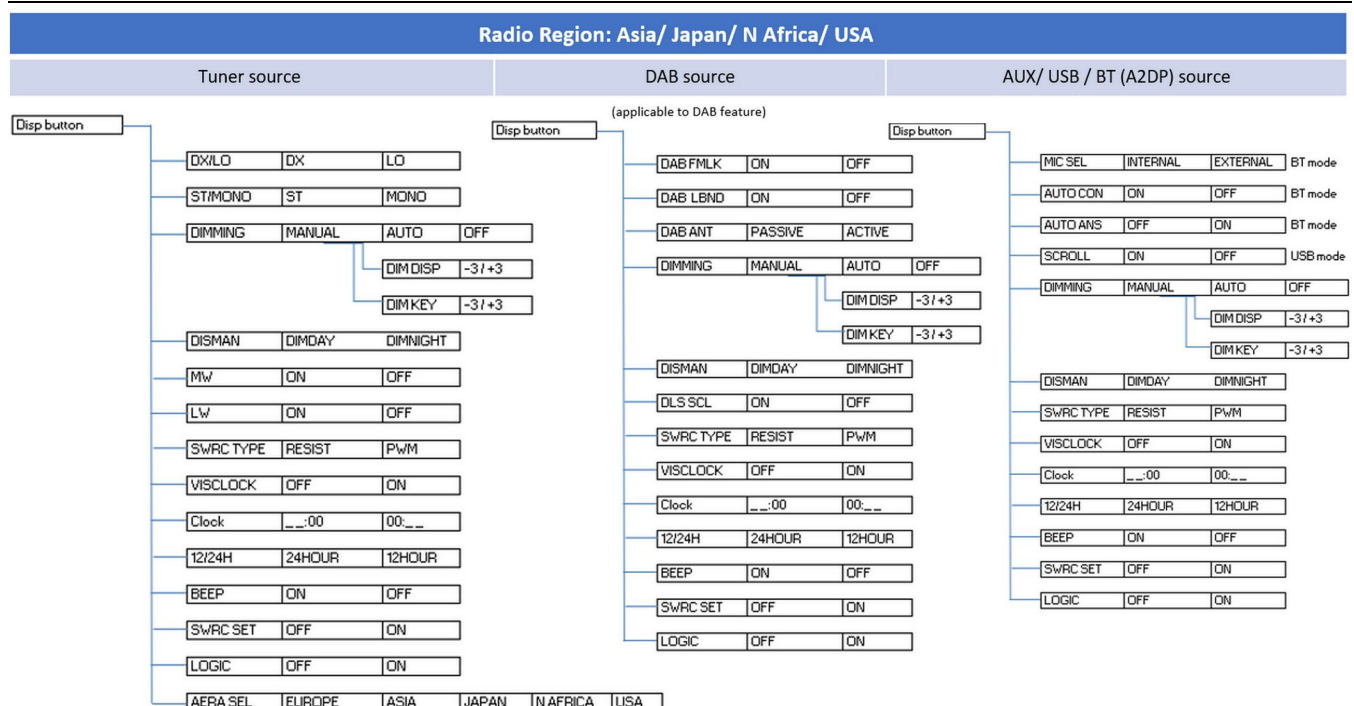 Radio Region: Asia/ Japan/ N Africa/ USA
Tuner source
DAB source
AUX/ USB / BT (A2DP) source
Disp button
DX/LO DX LO
ST/MONO ST MONO
DIMMING MANUAL AUTO OFF
DIM DISP -3 / +3
DIM KEY -3 / +3
DISMAN DIMDAY DIMNIGHT
MW ON OFF
LW ON OFF
SWRC TYPE RESIST PWM
VISCLOCK OFF ON
Clock _ _:00 00:_ _
12/24H 24HOUR 12HOUR
BEEP ON OFF
SWRC SET OFF ON
LOGIC OFF ON
AERA SEL EUROPE ASIA JAPAN N AFRICA USA
(applicable to DAB feature)
Disp button
DAB FMLK ON OFF
DAB LBND ON OFF
DAB ANT PASSIVE ACTIVE
DIMMING MANUAL AUTO OFF
DIM DISP -3 / +3
DIM KEY -3 / +3
DISMAN DIMDAY DIMNIGHT
DLS SCL ON OFF
SWRC TYPE RESIST PWM
VISCLOCK OFF ON
Clock _ _:00 00:_ _
12/24H 24HOUR 12HOUR
BEEP ON OFF
SWRC SET OFF ON
LOGIC OFF ON
Disp button
MIC SEL INTERNAL EXTERNAL BT mode
AUTO CON ON OFF BT mode
AUTO ANS OFF ON BT mode
SCROLL ON OFF USB mode
DIMMING MANUAL AUTO OFF
DIM DISP -3 / +3
DIM KEY -3 / +3
DISMAN DIMDAY DIMNIGHT
SWRC TYPE RESIST PWM
VISCLOCK OFF ON
Clock _ _:00 00:_ _
12/24H 24HOUR 12HOUR
BEEP ON OFF
SWRC SET OFF ON
LOGIC OFF ON